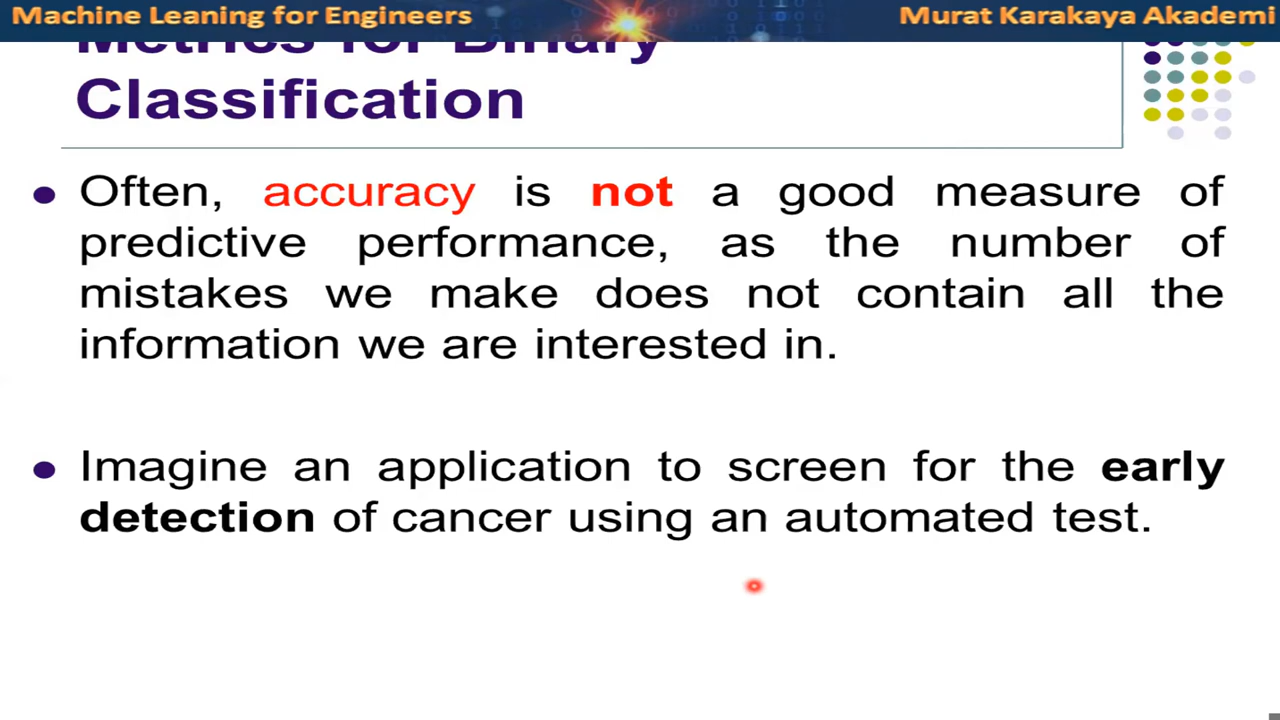 Machine Leaning for Engineers
Murat Karakaya Akademi
Metrics for Binary
Classification
Often, accuracy is not a good measure of
predictive performance, as the number of
mistakes we make does not contain all the
information we are interested in.
Imagine an application to screen for the early
detection of cancer using an automated test.